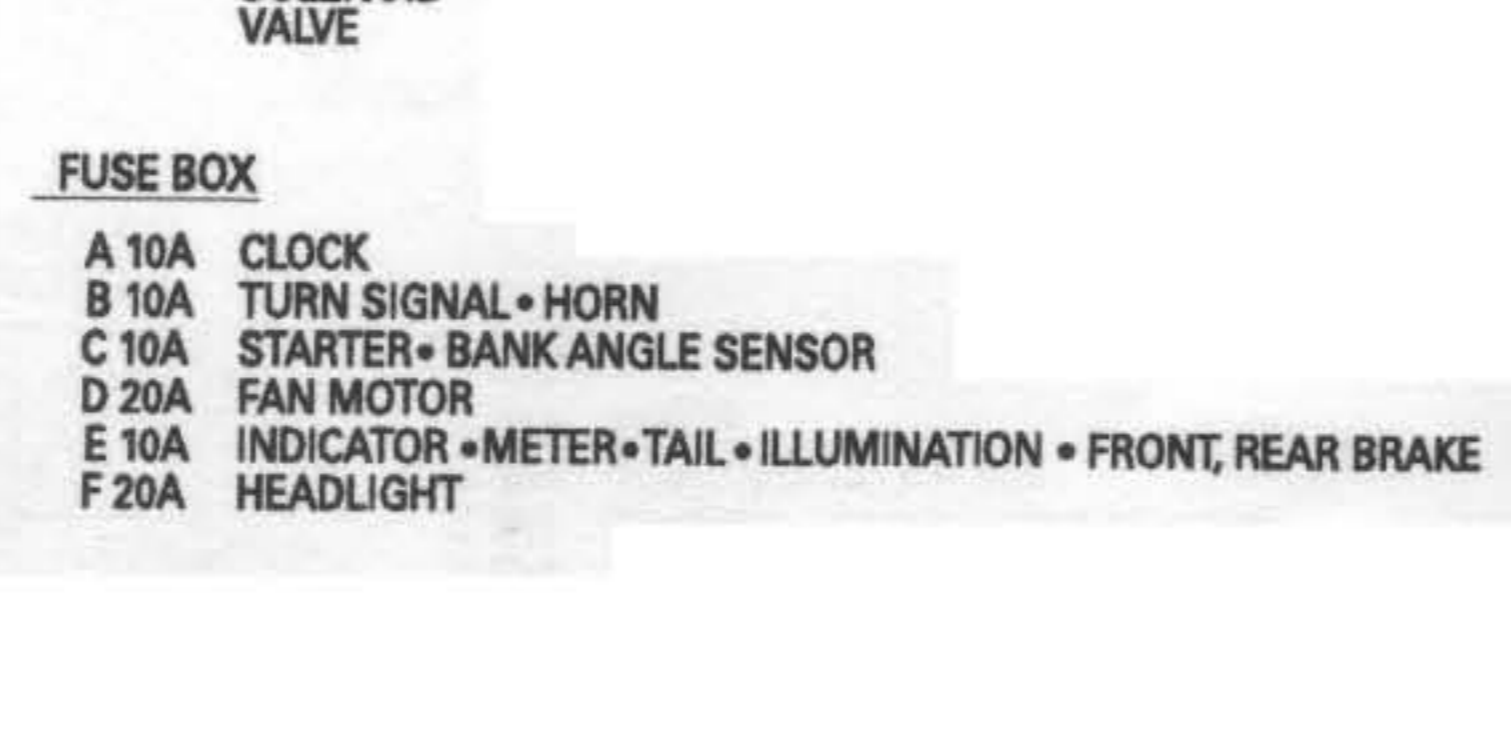 VALVE
FUSE BOX
A 10A CLOCK
B 10A TURN SIGNAL • HORN
C 10A STARTER • BANK ANGLE SENSOR
D 20A FAN MOTOR
E 10A INDICATOR • METER • TAIL • ILLUMINATION • FRONT, REAR BRAKE
F 20A HEADLIGHT